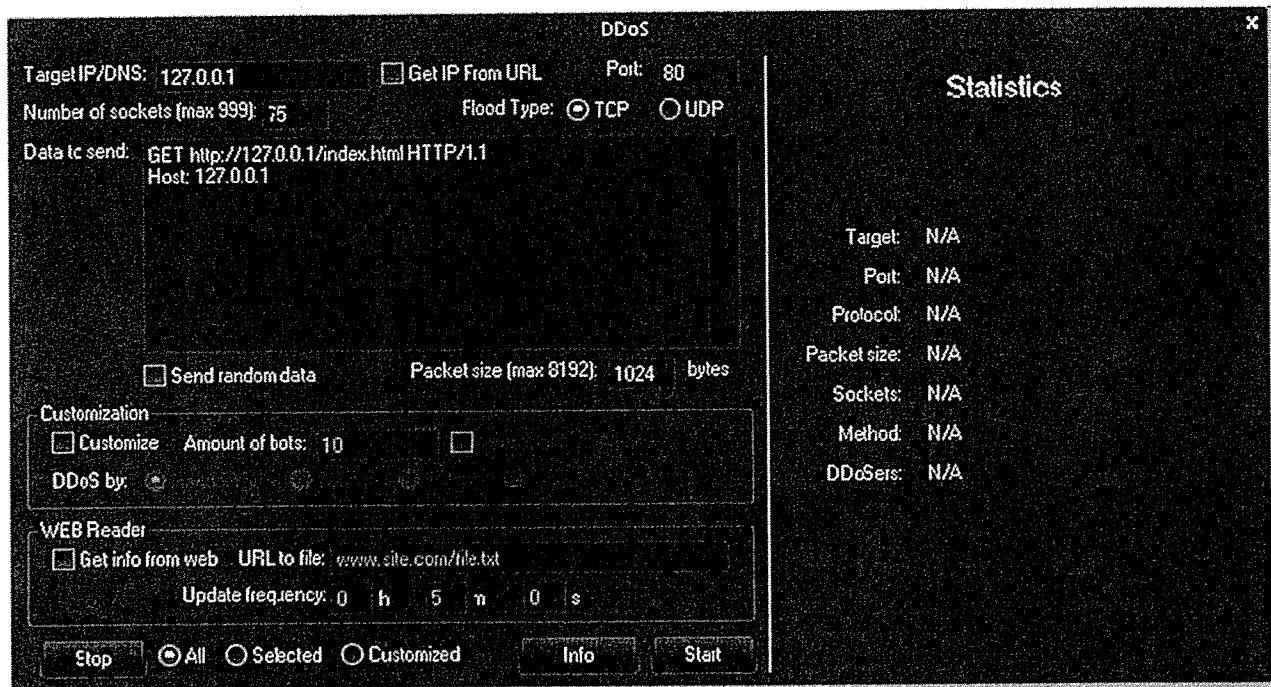 DDoS
x
Target IP/DNS: 127.0.0.1 Get IP From URL Port: 80
Number of sockets (max 999): 75 Flood Type: TCP UDP
Data to send: GET http://127.0.0.1/index.html HTTP/1.1
Host: 127.0.0.1
Send random data Packet size (max 8192): 1024 bytes
Customization
Customize Amount of bots: 10
DDoS by:
WEB Reader
Get info from web URL to file: www.site.com/file.txt
Update frequency: 0 h 5 m 0 s
Stop All Selected Customized Info Start
Statistics
Target: N/A
Port: N/A
Protocol: N/A
Packet size: N/A
Sockets: N/A
Method: N/A
DDoSers: N/A